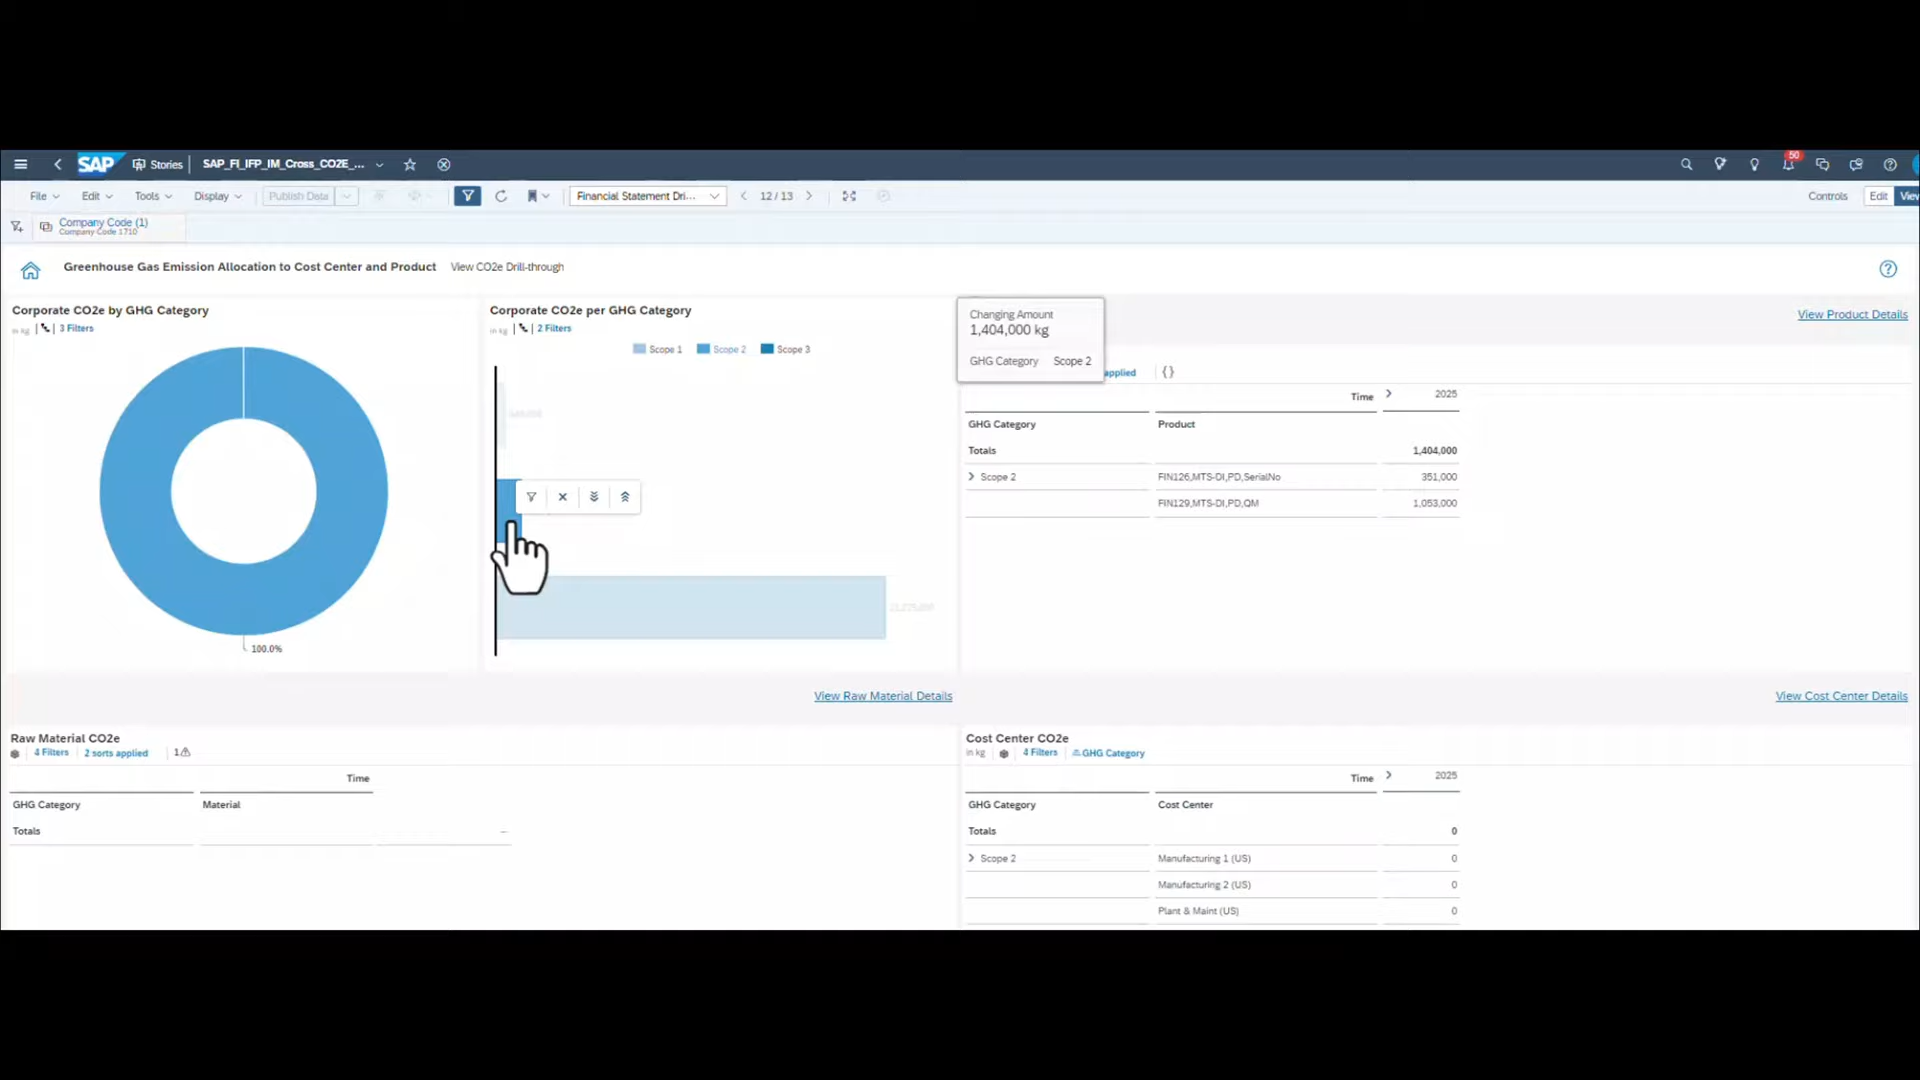 SAP Stories SAP_FI_IFP_IM_Cross_CO2E_... 50
File Edit Tools Display Publish Data Financial Statement Dri... 12 / 13 Controls Edit
Company Code (1)
Company Code 1710
Greenhouse Gas Emission Allocation to Cost Center and Product View CO2e Drill-through
Corporate CO2e by GHG Category
in kg 3 Filters
100.0%
Corporate CO2e per GHG Category
in kg 2 Filters
Scope 1 Scope 2 Scope 3
Changing Amount
1,404,000 kg
GHG Category Scope 2
View Product Details
applied {}
Time 2025
GHG Category Product
Totals 1,404,000
Scope 2 FIN126,MTS-DI,PD,SerialNo 351,000
FIN129,MTS-DI,PD,QM 1,053,000
View Raw Material Details
View Cost Center Details
Raw Material CO2e
4 Filters 2 sorts applied 1
Time
GHG Category Material
Totals –
Cost Center CO2e
in kg 4 Filters GHG Category
Time 2025
GHG Category Cost Center
Totals 0
Scope 2 Manufacturing 1 (US) 0
Manufacturing 2 (US) 0
Plant & Maint (US) 0